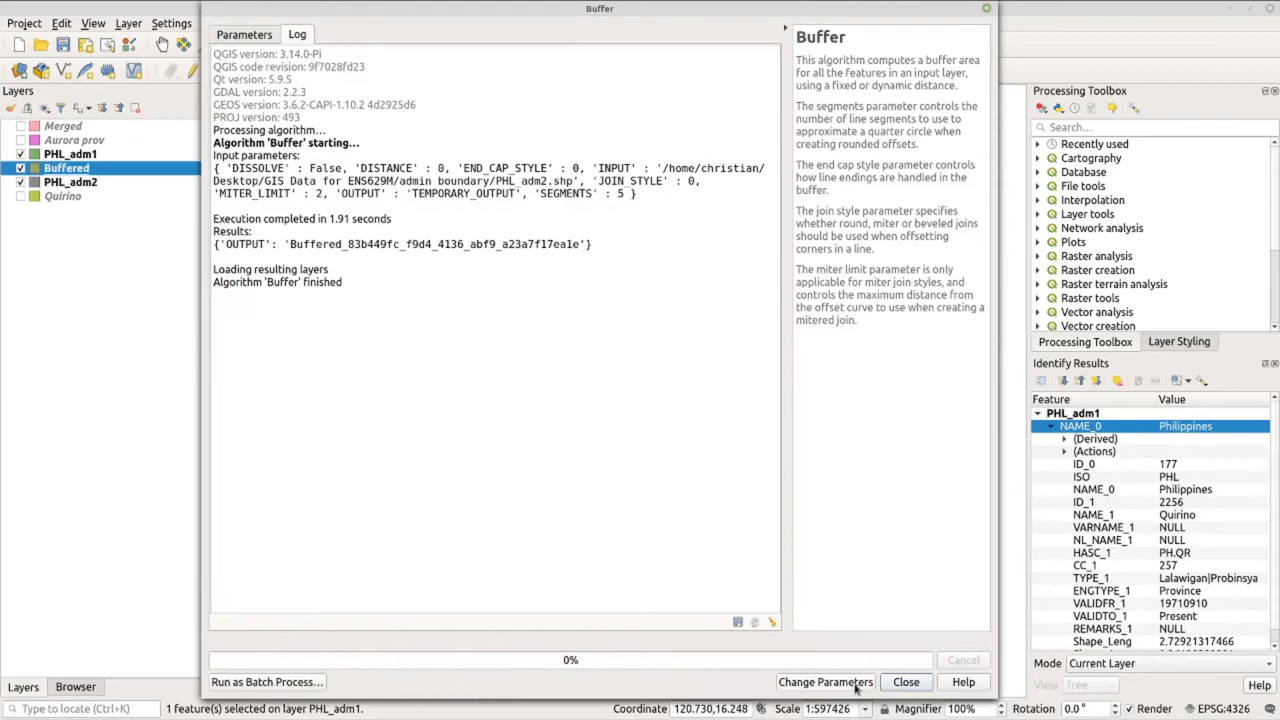 Buffer
Project Edit View Layer Settings
Layers
Merged
Aurora prov
PHL_adm1
Buffered
PHL_adm2
Quirino
Layers Browser
Parameters Log
QGIS version: 3.14.0-Pi
QGIS code revision: 9f7028fd23
Qt version: 5.9.5
GDAL version: 2.2.3
GEOS version: 3.6.2-CAPI-1.10.2 4d2925d6
PROJ version: 493
Processing algorithm…
Algorithm 'Buffer' starting…
Input parameters:
{ 'DISSOLVE' : False, 'DISTANCE' : 0, 'END_CAP_STYLE' : 0, 'INPUT' : '/home/christian/
Desktop/GIS Data for ENS629M/admin boundary/PHL_adm2.shp', 'JOIN_STYLE' : 0,
'MITER_LIMIT' : 2, 'OUTPUT' : 'TEMPORARY_OUTPUT', 'SEGMENTS' : 5 }
Execution completed in 1.91 seconds
Results:
{'OUTPUT': 'Buffered_83b449fc_f9d4_4136_abf9_a23a7f17ea1e'}
Loading resulting layers
Algorithm 'Buffer' finished
0%
Cancel
Run as Batch Process…
Change Parameters
Close
Help
Buffer
This algorithm computes a buffer area
for all the features in an input layer,
using a fixed or dynamic distance.
The segments parameter controls the
number of line segments to use to
approximate a quarter circle when
creating rounded offsets.
The end cap style parameter controls
how line endings are handled in the
buffer.
The join style parameter specifies
whether round, miter or beveled joins
should be used when offsetting
corners in a line.
The miter limit parameter is only
applicable for miter join styles, and
controls the maximum distance from
the offset curve to use when creating a
mitered join.
Processing Toolbox
Search…
Recently used
Cartography
Database
File tools
Interpolation
Layer tools
Network analysis
Plots
Raster analysis
Raster creation
Raster terrain analysis
Raster tools
Vector analysis
Vector creation
Processing Toolbox Layer Styling
Identify Results
Feature Value
PHL_adm1
NAME_0 Philippines
(Derived)
(Actions)
ID_0 177
ISO PHL
NAME_0 Philippines
ID_1 2256
NAME_1 Quirino
VARNAME_1 NULL
NL_NAME_1 NULL
HASC_1 PH.QR
CC_1 257
TYPE_1 Lalawigan|Probinsya
ENGTYPE_1 Province
VALIDFR_1 19710910
VALIDTO_1 Present
REMARKS_1 NULL
Shape_Leng 2.72921317466
Mode Current Layer
View Tree Help
Type to locate (Ctrl+K) 1 feature(s) selected on layer PHL_adm1. Coordinate 120.730,16.248 Scale 1:597426 Magnifier 100% Rotation 0.0° Render EPSG:4326